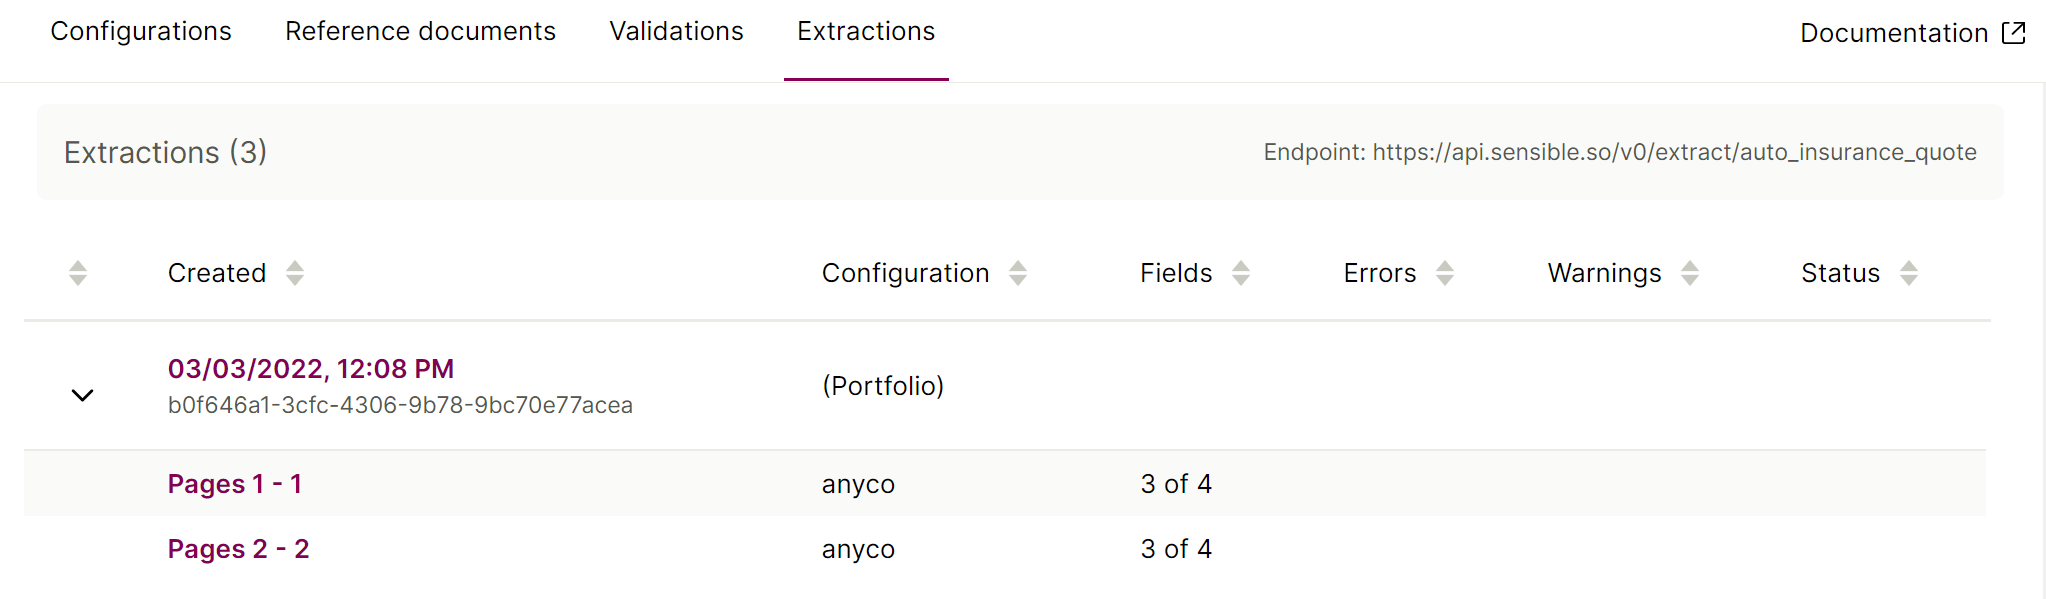 Configurations Reference documents Validations Extractions Documentation
Extractions (3) Endpoint: https://api.sensible.so/v0/extract/auto_insurance_quote
Created Configuration Fields Errors Warnings Status
03/03/2022, 12:08 PM
b0f646a1-3cfc-4306-9b78-9bc70e77acea
(Portfolio)
Pages 1 - 1 anyco 3 of 4
Pages 2 - 2 anyco 3 of 4